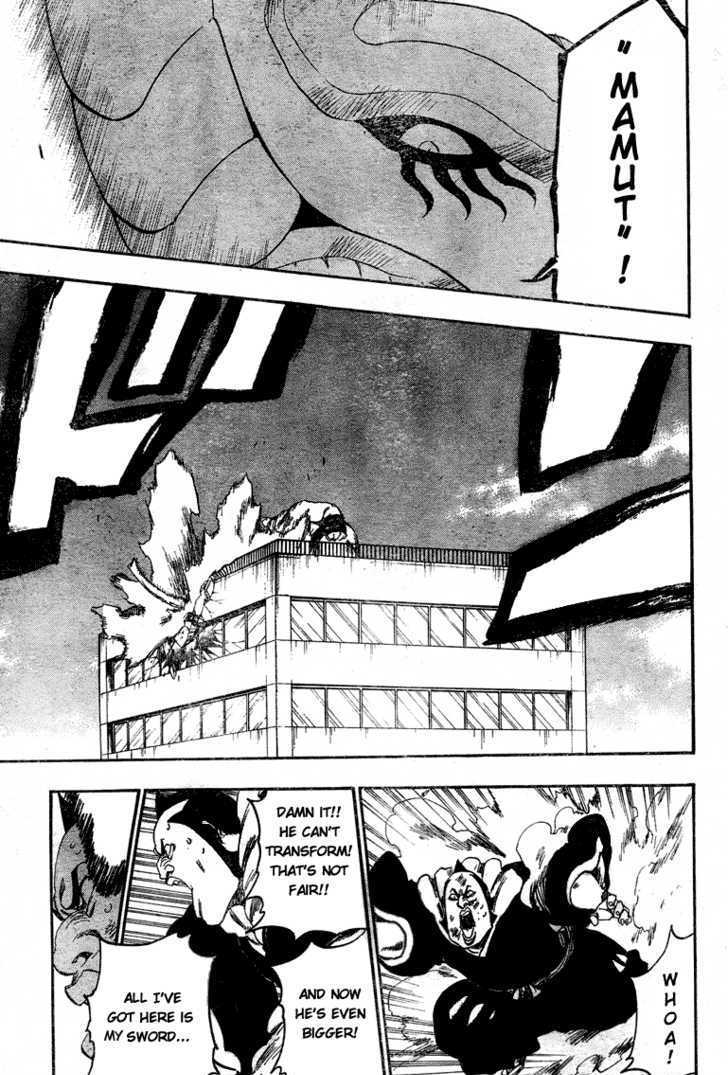 "MAMUT"!
WHOA!
DAMN IT!!
HE CAN'T
TRANSFORM!
THAT'S NOT
FAIR!!
AND NOW
HE'S EVEN
BIGGER!
ALL I'VE
GOT HERE IS
MY SWORD...